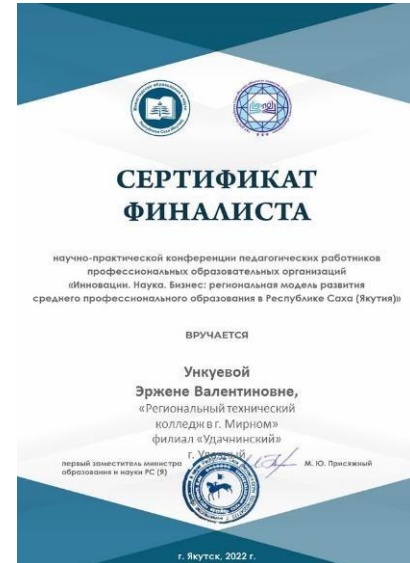 СЕРТИФИКАТ
ФИНАЛИСТА
научно-практической конференции педагогических работников
профессиональных образовательных организаций
«Инновации. Наука. Бизнес: региональная модель развития
среднего профессионального образования в Республике Саха (Якутия)»
ВРУЧАЕТСЯ
Ункуевой
Эржене Валентиновне,
«Региональный технический
колледж в г. Мирном»
филиал «Удачнинский»
г.
первый заместитель министра
образования и науки РС (Я)
М. Ю. Присяжный
г. Якутск, 2022 г.